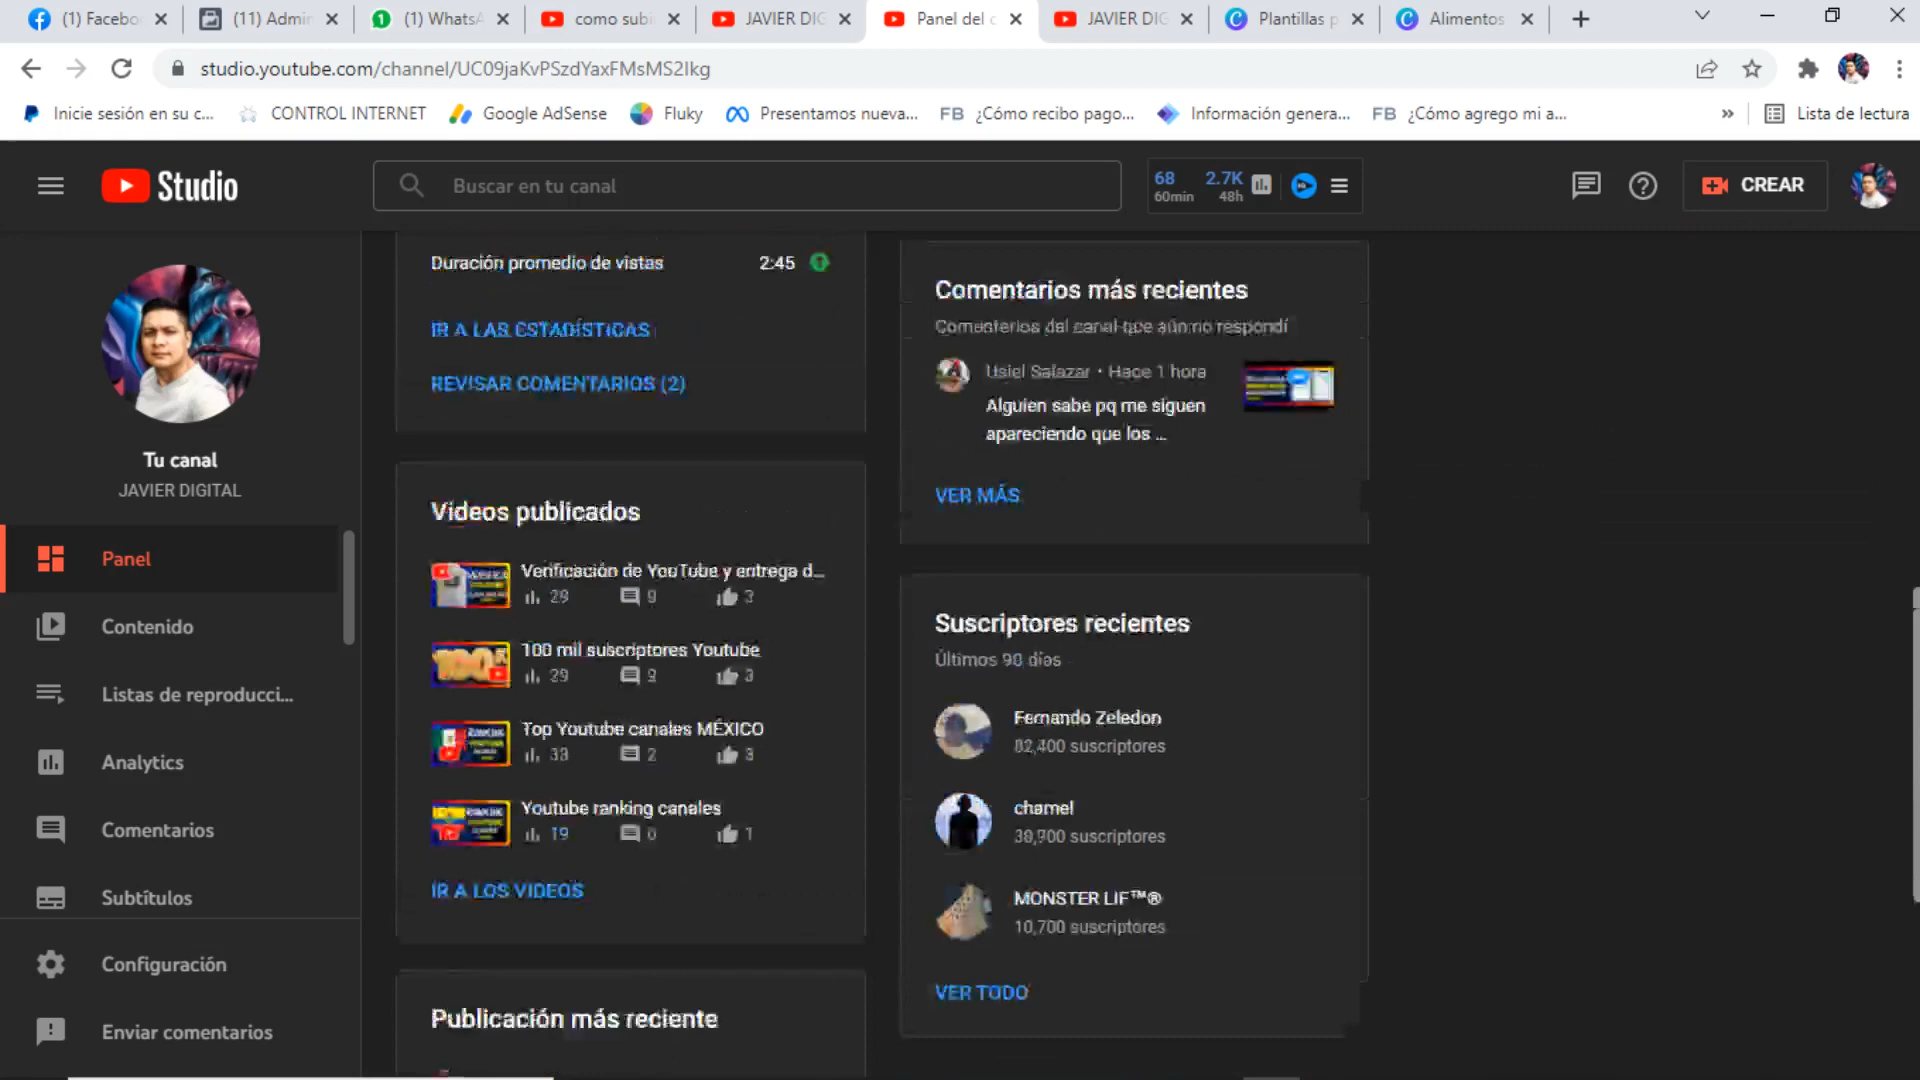 (1) Facebo
(11) Admin
(1) WhatsA
como subi
JAVIER DIG
Panel del c
JAVIER DIG
Plantillas p
Alimentos
studio.youtube.com/channel/UC09jaKvPSzdYaxFMsMS2Ikg
Inicie sesión en su c...
CONTROL INTERNET
Google AdSense
Fluky
Presentamos nueva...
FB ¿Cómo recibo pago...
Información genera...
FB ¿Cómo agrego mi a...
»
Lista de lectura
Studio
Buscar en tu canal
68
60min
2.7K
48h
CREAR
Tu canal
JAVIER DIGITAL
Panel
Contenido
Listas de reproducci...
Analytics
Comentarios
Subtítulos
Configuración
Enviar comentarios
Duración promedio de vistas 2:45
IR A LAS ESTADÍSTICAS
REVISAR COMENTARIOS (2)
Videos publicados
Verificación de YouTube y entrega d...
29 9 3
100 mil suscriptores Youtube
29 9 3
Top Youtube canales MÉXICO
33 2 3
Youtube ranking canales
19 0 1
IR A LOS VIDEOS
Publicación más reciente
Comentarios más recientes
Comentarios del canal que aún no respondí
Usiel Salazar • Hace 1 hora
Alguien sabe pq me siguen
apareciendo que los ...
VER MÁS
Suscriptores recientes
Últimos 90 días
Fernando Zeledon
82,400 suscriptores
chamel
suscriptores
MONSTER LIF™®
10,700 suscriptores
VER TODO